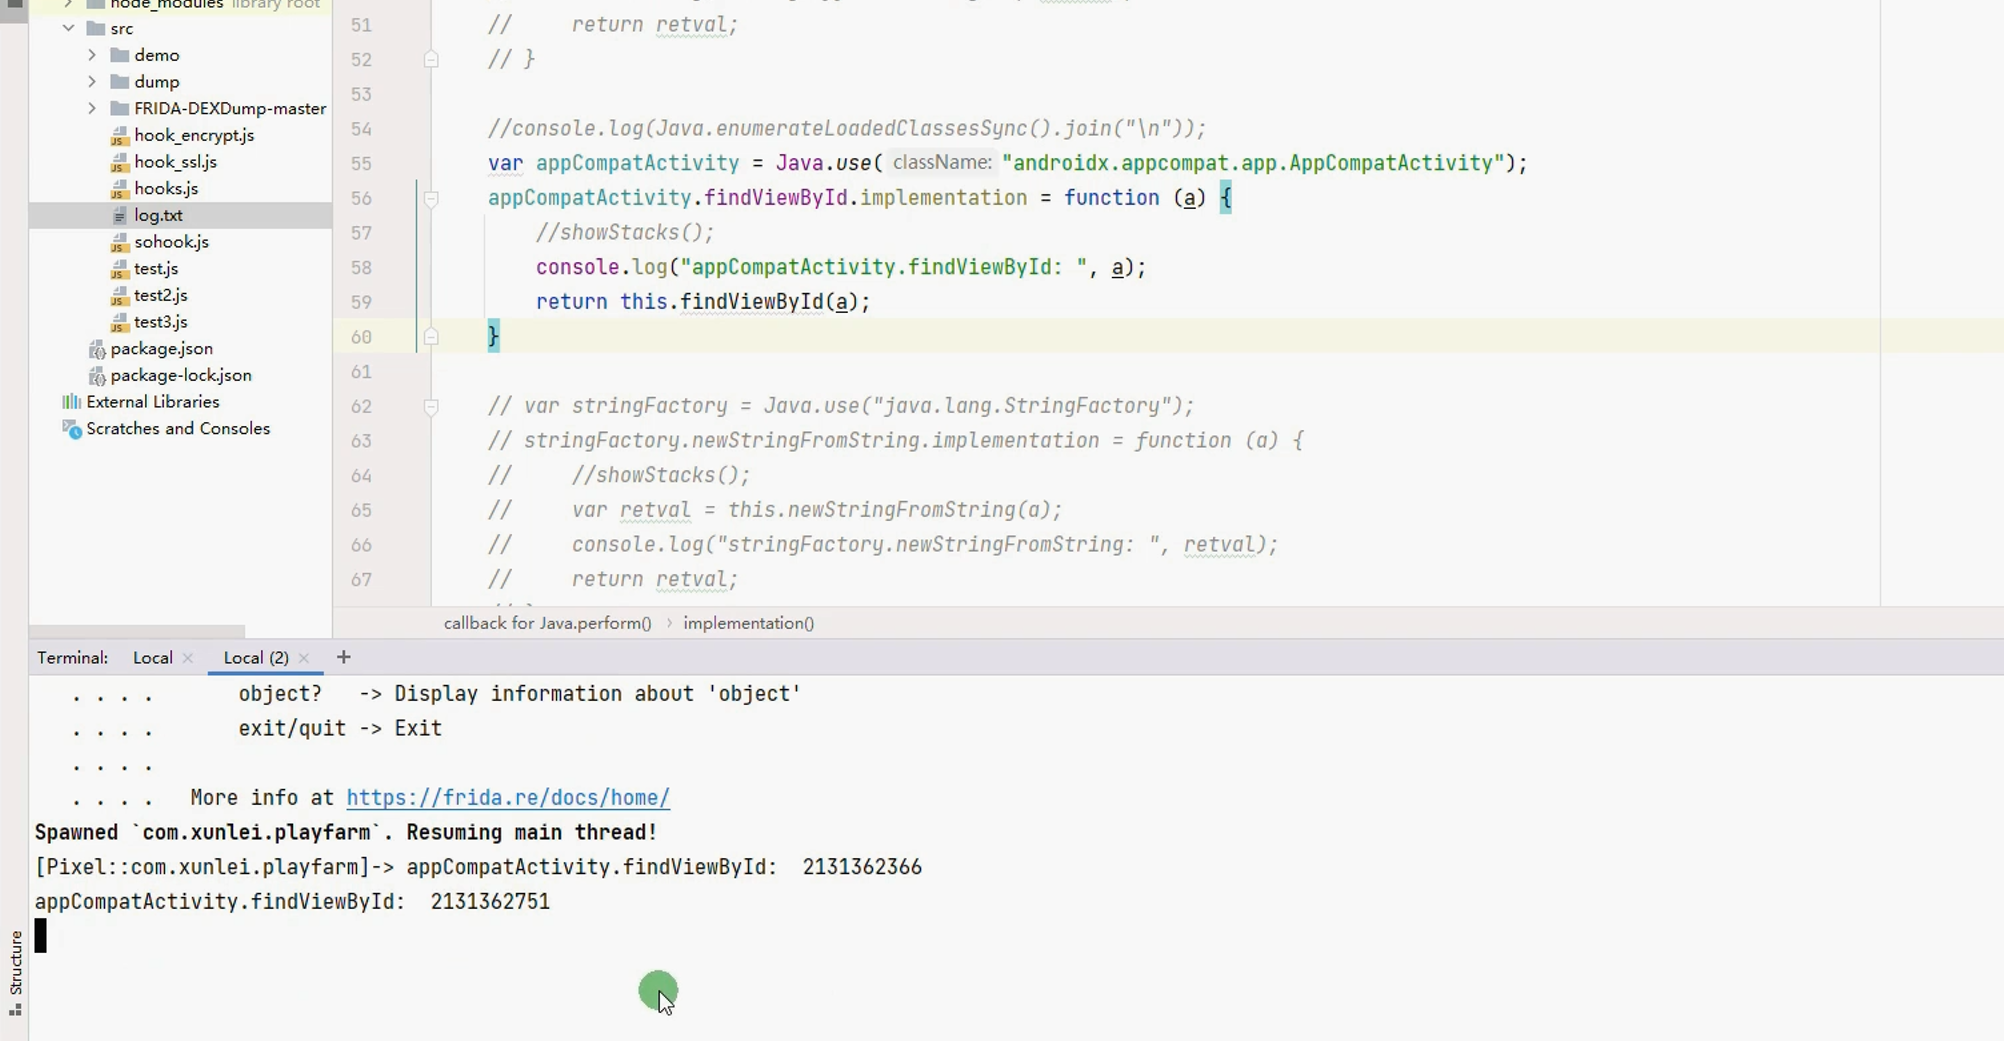 node_modules library root
src
demo
dump
FRIDA-DEXDump-master
hook_encrypt.js
hook_ssl.js
hooks.js
log.txt
sohook.js
test.js
test2.js
test3.js
package.json
package-lock.json
External Libraries
Scratches and Consoles
51 //     return retval;
52 // }
53
54 //console.log(Java.enumerateLoadedClassesSync().join("\n"));
55 var appCompatActivity = Java.use( className: "androidx.appcompat.app.AppCompatActivity");
56 appCompatActivity.findViewById.implementation = function (a) {
57     //showStacks();
58     console.log("appCompatActivity.findViewById: ", a);
59     return this.findViewById(a);
60 }
61
62 // var stringFactory = Java.use("java.lang.StringFactory");
63 // stringFactory.newStringFromString.implementation = function (a) {
64 //     //showStacks();
65 //     var retval = this.newStringFromString(a);
66 //     console.log("stringFactory.newStringFromString: ", retval);
67 //     return retval;
callback for Java.perform() › implementation()
Terminal: Local × Local (2) × +
. . . .       object?   -> Display information about 'object'
. . . .       exit/quit -> Exit
. . . .
. . . .   More info at https://frida.re/docs/home/
Spawned `com.xunlei.playfarm`. Resuming main thread!
[Pixel::com.xunlei.playfarm]-> appCompatActivity.findViewById:  2131362366
appCompatActivity.findViewById:  2131362751
Structure